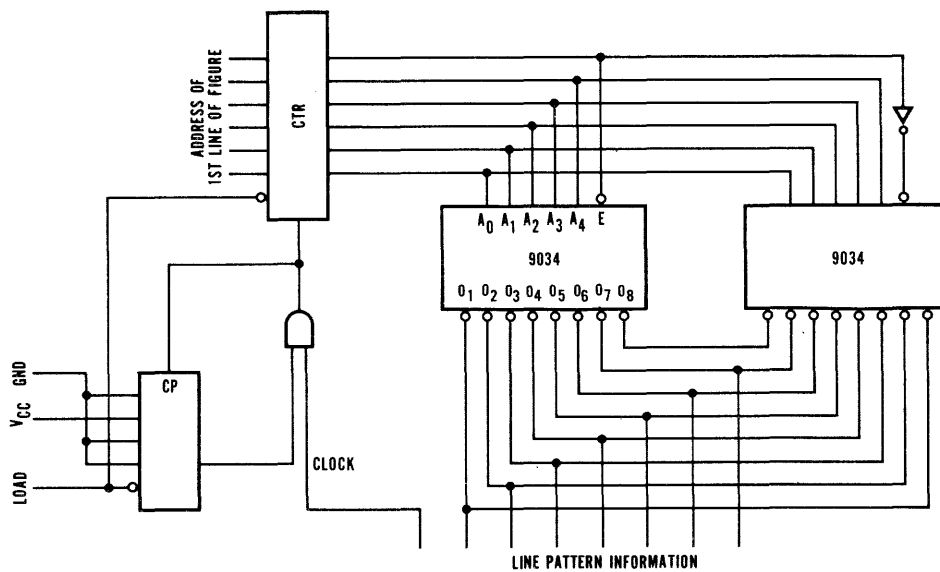 ADDRESS OF
1ST LINE OF FIGURE
CTR
A0 A1 A2 A3 A4 E
9034
O1 O2 O3 O4 O5 O6 O7 O8
9034
GND
VCC
LOAD
CP
CLOCK
LINE PATTERN INFORMATION